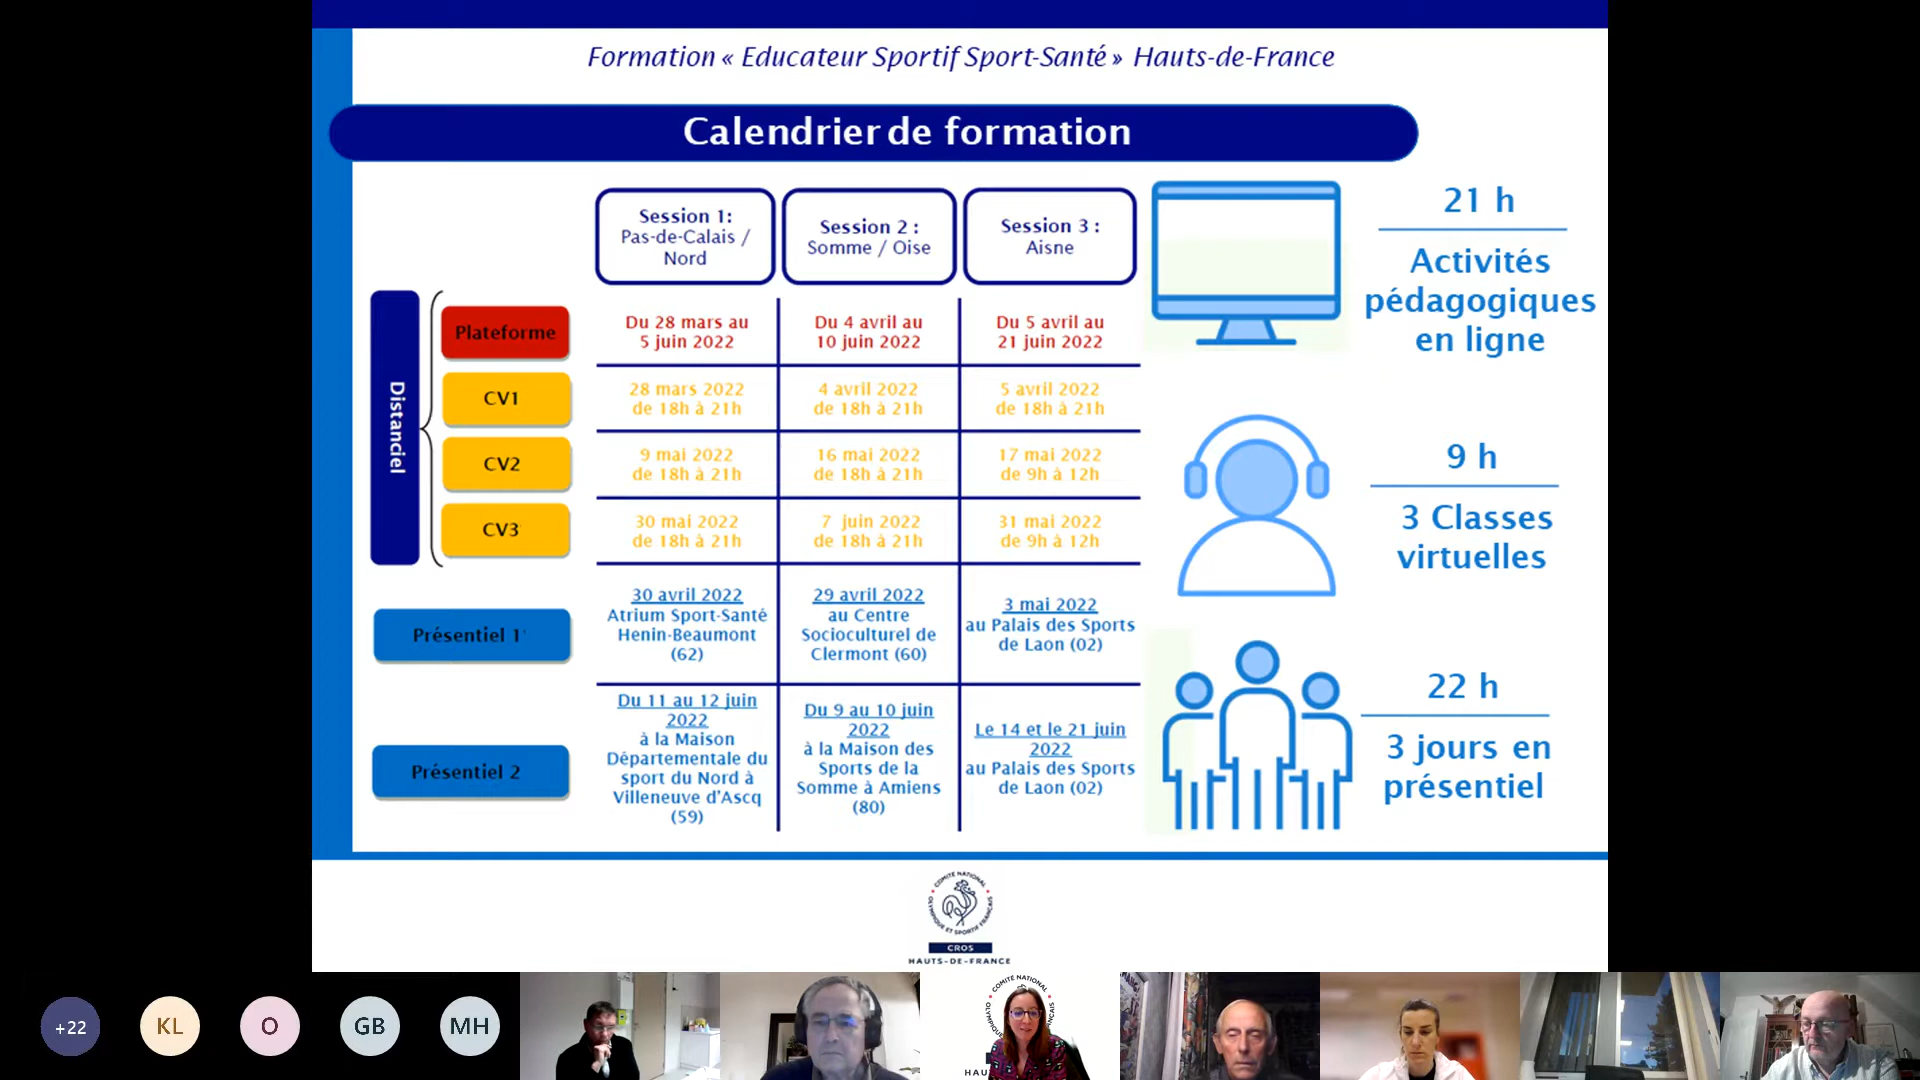 Formation « Educateur Sportif Sport-Santé » Hauts-de-France
Calendrier de formation
Session 1:
Pas-de-Calais /
Nord
Session 2 :
Somme / Oise
Session 3 :
Aisne
Distanciel
Plateforme
Du 28 mars au
5 juin 2022
Du 4 avril au
10 juin 2022
Du 5 avril au
21 juin 2022
CV1
28 mars 2022
de 18h à 21h
4 avril 2022
de 18h à 21h
5 avril 2022
de 18h à 21h
CV2
9 mai 2022
de 18h à 21h
16 mai 2022
de 18h à 21h
17 mai 2022
de 9h à 12h
CV3
30 mai 2022
de 18h à 21h
7 juin 2022
de 18h à 21h
31 mai 2022
de 9h à 12h
Présentiel 1
30 avril 2022
Atrium Sport-Santé
Henin-Beaumont
(62)
29 avril 2022
au Centre
Socioculturel de
Clermont (60)
3 mai 2022
au Palais des Sports
de Laon (02)
Présentiel 2
Du 11 au 12 juin
2022
à la Maison
Départementale du
sport du Nord à
Villeneuve d'Ascq
(59)
Du 9 au 10 juin
2022
à la Maison des
Sports de la
Somme à Amiens
(80)
Le 14 et le 21 juin
2022
au Palais des Sports
de Laon (02)
21 h
Activités
pédagogiques
en ligne
9 h
3 Classes
virtuelles
22 h
3 jours en
présentiel
COMITÉ NATIONAL
OLYMPIQUE ET SPORTIF FRANÇAIS
CROS
HAUTS-DE-FRANCE
+22
KL
O
GB
MH
COMITÉ NATIONAL